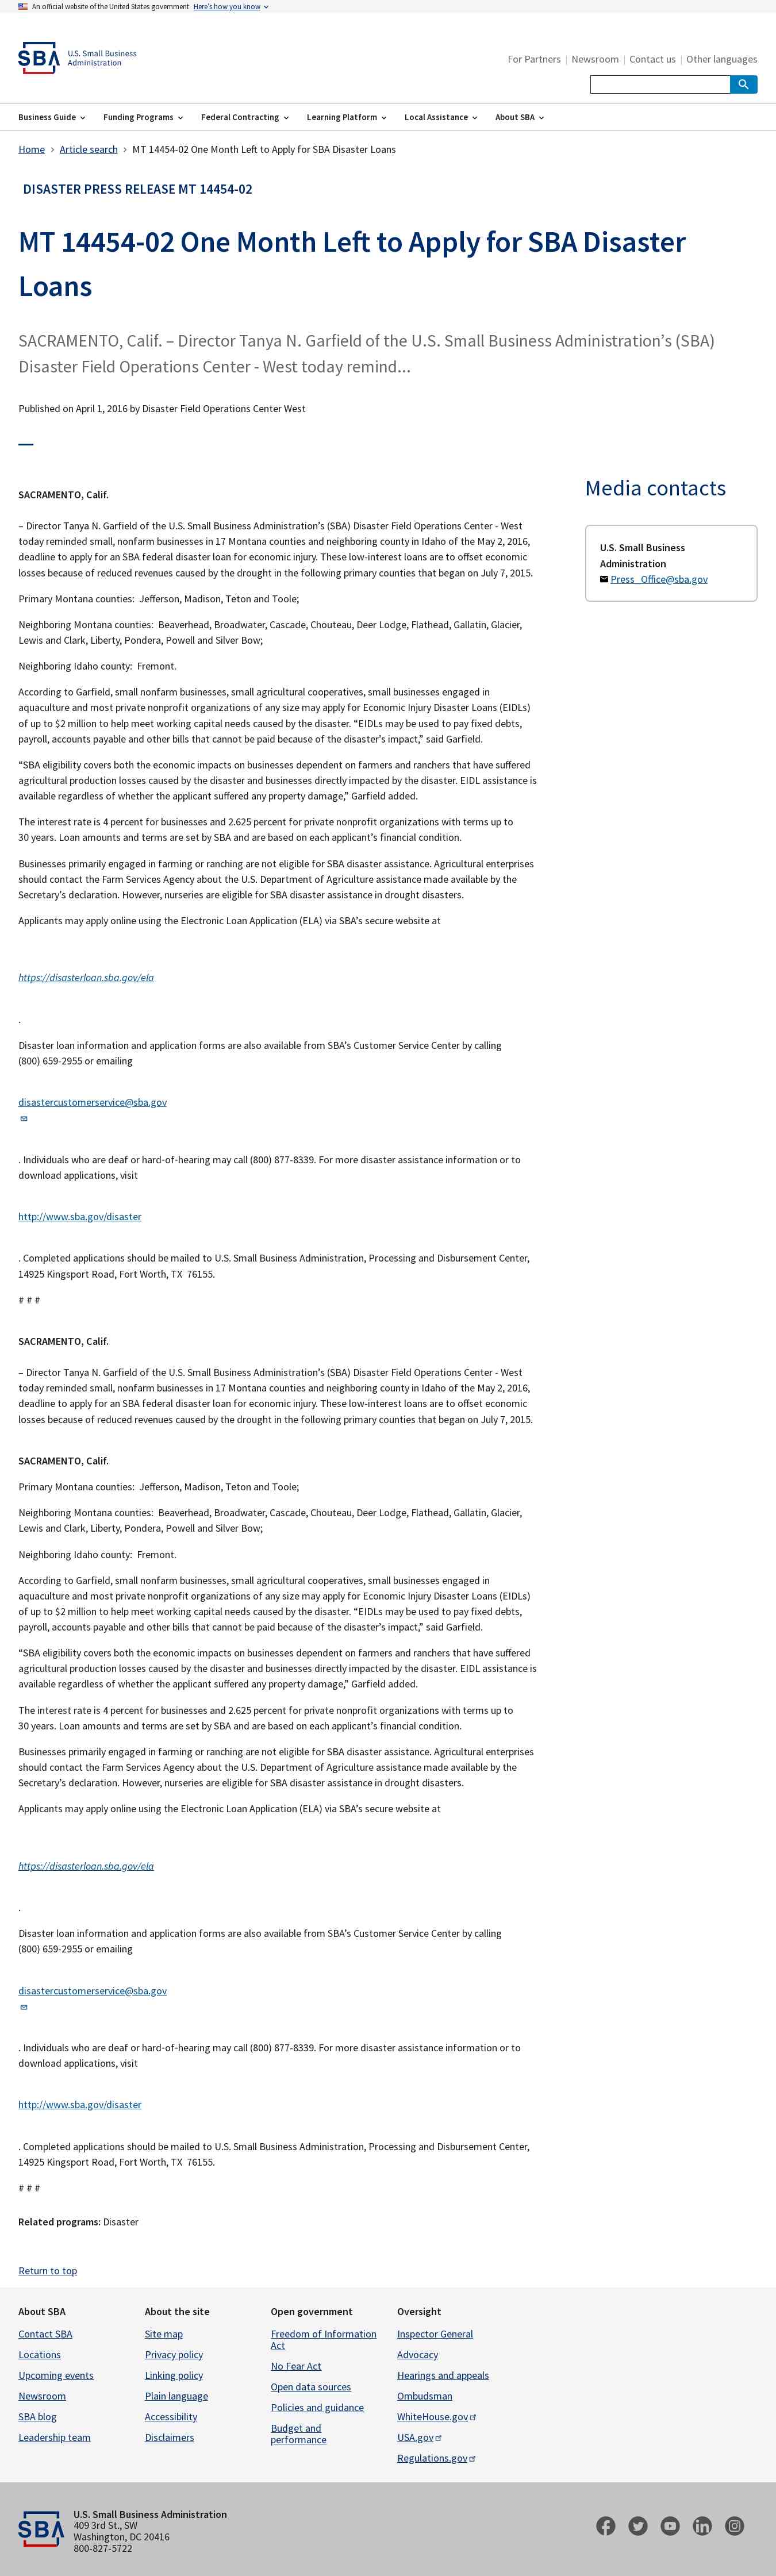 An official website of the United States government Here’s how you know
SBA
U.S. Small Business
Administration
For Partners | Newsroom | Contact us | Other languages
Business Guide Funding Programs Federal Contracting Learning Platform Local Assistance About SBA
Home › Article search › MT 14454-02 One Month Left to Apply for SBA Disaster Loans
DISASTER PRESS RELEASE MT 14454-02
MT 14454-02 One Month Left to Apply for SBA Disaster
Loans
SACRAMENTO, Calif. – Director Tanya N. Garfield of the U.S. Small Business Administration’s (SBA)
Disaster Field Operations Center - West today remind...
Published on April 1, 2016 by Disaster Field Operations Center West
Media contacts
U.S. Small Business
Administration
Press_Office@sba.gov
SACRAMENTO, Calif.
– Director Tanya N. Garfield of the U.S. Small Business Administration’s (SBA) Disaster Field Operations Center - West
today reminded small, nonfarm businesses in 17 Montana counties and neighboring county in Idaho of the May 2, 2016,
deadline to apply for an SBA federal disaster loan for economic injury. These low-interest loans are to offset economic
losses because of reduced revenues caused by the drought in the following primary counties that began on July 7, 2015.
Primary Montana counties:  Jefferson, Madison, Teton and Toole;
Neighboring Montana counties:  Beaverhead, Broadwater, Cascade, Chouteau, Deer Lodge, Flathead, Gallatin, Glacier,
Lewis and Clark, Liberty, Pondera, Powell and Silver Bow;
Neighboring Idaho county:  Fremont.
According to Garfield, small nonfarm businesses, small agricultural cooperatives, small businesses engaged in
aquaculture and most private nonprofit organizations of any size may apply for Economic Injury Disaster Loans (EIDLs)
of up to $2 million to help meet working capital needs caused by the disaster. “EIDLs may be used to pay fixed debts,
payroll, accounts payable and other bills that cannot be paid because of the disaster’s impact,” said Garfield.
“SBA eligibility covers both the economic impacts on businesses dependent on farmers and ranchers that have suffered
agricultural production losses caused by the disaster and businesses directly impacted by the disaster. EIDL assistance is
available regardless of whether the applicant suffered any property damage,” Garfield added.
The interest rate is 4 percent for businesses and 2.625 percent for private nonprofit organizations with terms up to
30 years. Loan amounts and terms are set by SBA and are based on each applicant’s financial condition.
Businesses primarily engaged in farming or ranching are not eligible for SBA disaster assistance. Agricultural enterprises
should contact the Farm Services Agency about the U.S. Department of Agriculture assistance made available by the
Secretary’s declaration. However, nurseries are eligible for SBA disaster assistance in drought disasters.
Applicants may apply online using the Electronic Loan Application (ELA) via SBA’s secure website at
https://disasterloan.sba.gov/ela
.
Disaster loan information and application forms are also available from SBA’s Customer Service Center by calling
(800) 659-2955 or emailing
disastercustomerservice@sba.gov
. Individuals who are deaf or hard-of-hearing may call (800) 877-8339. For more disaster assistance information or to
download applications, visit
http://www.sba.gov/disaster
. Completed applications should be mailed to U.S. Small Business Administration, Processing and Disbursement Center,
14925 Kingsport Road, Fort Worth, TX  76155.
# # #
SACRAMENTO, Calif.
– Director Tanya N. Garfield of the U.S. Small Business Administration’s (SBA) Disaster Field Operations Center - West
today reminded small, nonfarm businesses in 17 Montana counties and neighboring county in Idaho of the May 2, 2016,
deadline to apply for an SBA federal disaster loan for economic injury. These low-interest loans are to offset economic
losses because of reduced revenues caused by the drought in the following primary counties that began on July 7, 2015.
SACRAMENTO, Calif.
Primary Montana counties:  Jefferson, Madison, Teton and Toole;
Neighboring Montana counties:  Beaverhead, Broadwater, Cascade, Chouteau, Deer Lodge, Flathead, Gallatin, Glacier,
Lewis and Clark, Liberty, Pondera, Powell and Silver Bow;
Neighboring Idaho county:  Fremont.
According to Garfield, small nonfarm businesses, small agricultural cooperatives, small businesses engaged in
aquaculture and most private nonprofit organizations of any size may apply for Economic Injury Disaster Loans (EIDLs)
of up to $2 million to help meet working capital needs caused by the disaster. “EIDLs may be used to pay fixed debts,
payroll, accounts payable and other bills that cannot be paid because of the disaster’s impact,” said Garfield.
“SBA eligibility covers both the economic impacts on businesses dependent on farmers and ranchers that have suffered
agricultural production losses caused by the disaster and businesses directly impacted by the disaster. EIDL assistance is
available regardless of whether the applicant suffered any property damage,” Garfield added.
The interest rate is 4 percent for businesses and 2.625 percent for private nonprofit organizations with terms up to
30 years. Loan amounts and terms are set by SBA and are based on each applicant’s financial condition.
Businesses primarily engaged in farming or ranching are not eligible for SBA disaster assistance. Agricultural enterprises
should contact the Farm Services Agency about the U.S. Department of Agriculture assistance made available by the
Secretary’s declaration. However, nurseries are eligible for SBA disaster assistance in drought disasters.
Applicants may apply online using the Electronic Loan Application (ELA) via SBA’s secure website at
https://disasterloan.sba.gov/ela
.
Disaster loan information and application forms are also available from SBA’s Customer Service Center by calling
(800) 659-2955 or emailing
disastercustomerservice@sba.gov
. Individuals who are deaf or hard-of-hearing may call (800) 877-8339. For more disaster assistance information or to
download applications, visit
http://www.sba.gov/disaster
. Completed applications should be mailed to U.S. Small Business Administration, Processing and Disbursement Center,
14925 Kingsport Road, Fort Worth, TX  76155.
# # #
Related programs: Disaster
Return to top
About SBA
Contact SBA
Locations
Upcoming events
Newsroom
SBA blog
Leadership team
About the site
Site map
Privacy policy
Linking policy
Plain language
Accessibility
Disclaimers
Open government
Freedom of Information
Act
No Fear Act
Open data sources
Policies and guidance
Budget and
performance
Oversight
Inspector General
Advocacy
Hearings and appeals
Ombudsman
WhiteHouse.gov
USA.gov
Regulations.gov
SBA
U.S. Small Business Administration
409 3rd St., SW
Washington, DC 20416
800-827-5722